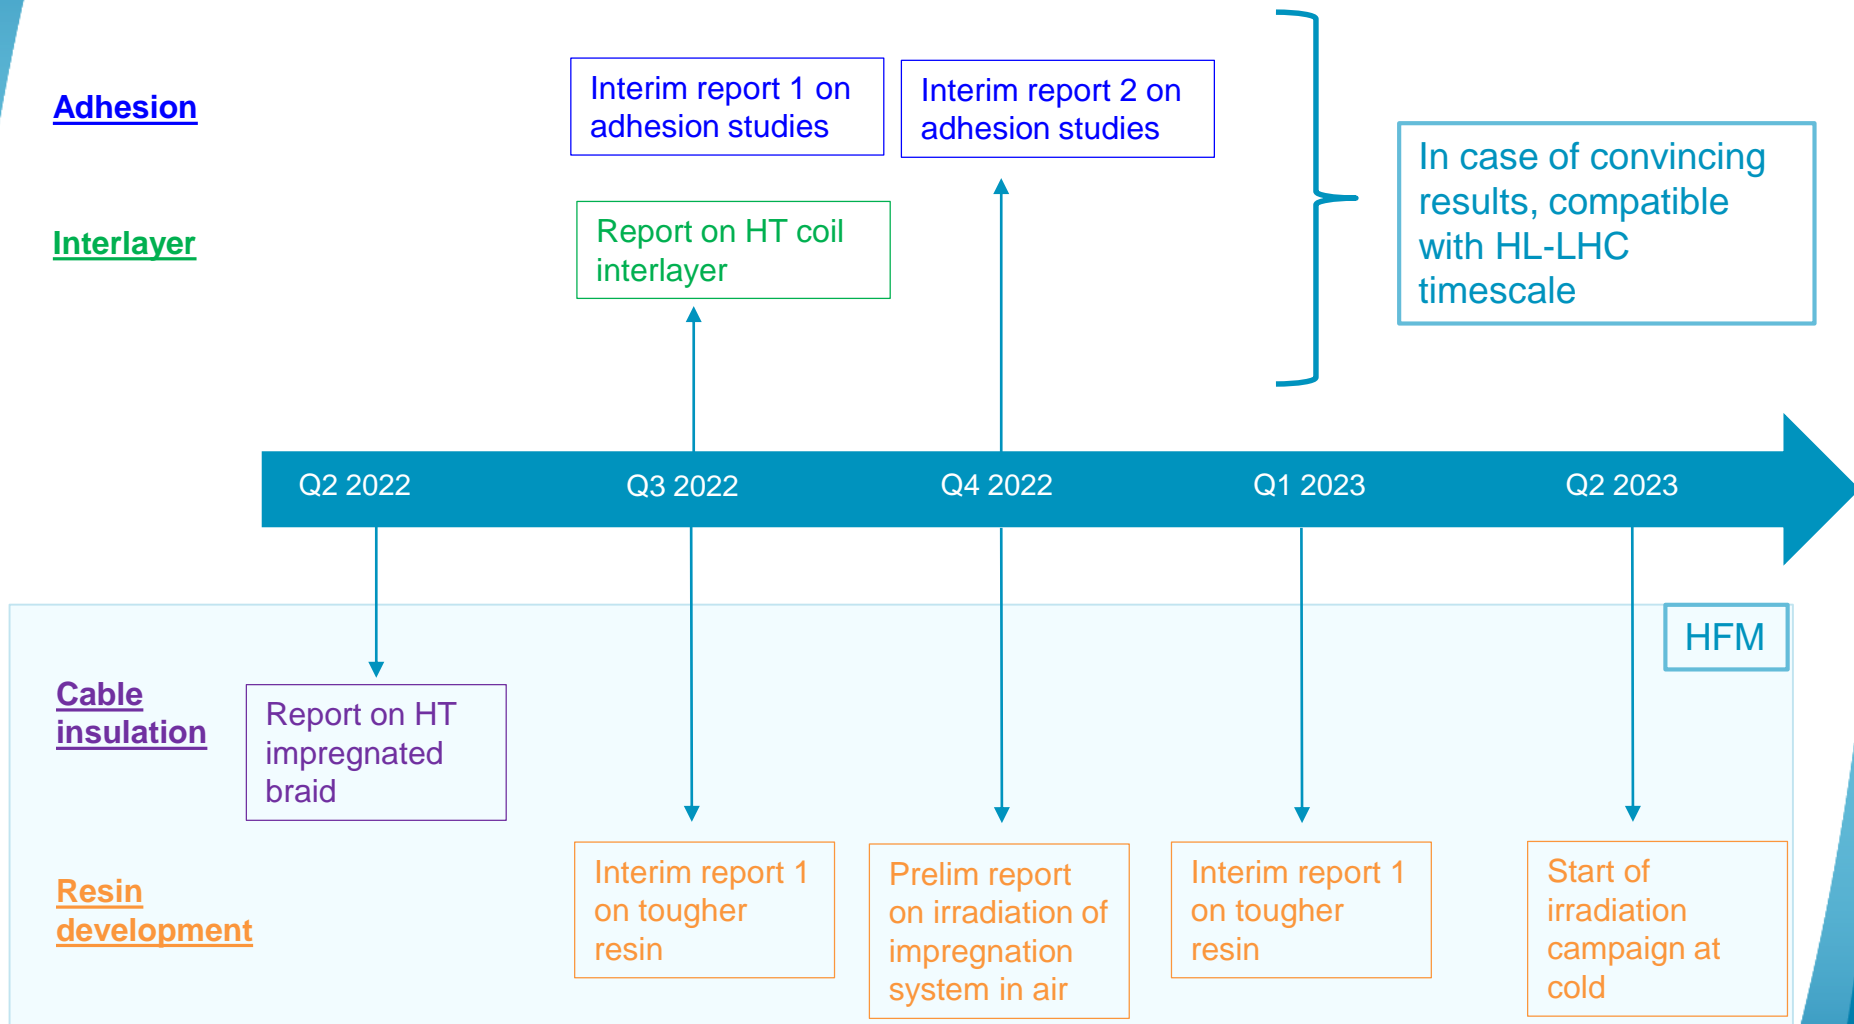 Adhesion
Interim report 1 on
adhesion studies
Interim report 2 on
adhesion studies
In case of convincing
results, compatible
with HL-LHC
timescale
Interlayer
Report on HT coil
interlayer
Q2 2022
Q3 2022
Q4 2022
Q1 2023
Q2 2023
HFM
Cable
insulation
Report on HT
impregnated
braid
Resin
development
Interim report 1
on tougher
resin
Prelim report
on irradiation of
impregnation
system in air
Interim report 1
on tougher
resin
Start of
irradiation
campaign at
cold